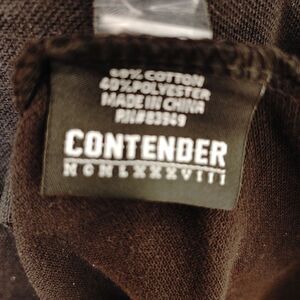 60% COTTON
40% POLYESTER
MADE IN CHINA
RN#83949
CONTENDER
MCMLXXXVIII